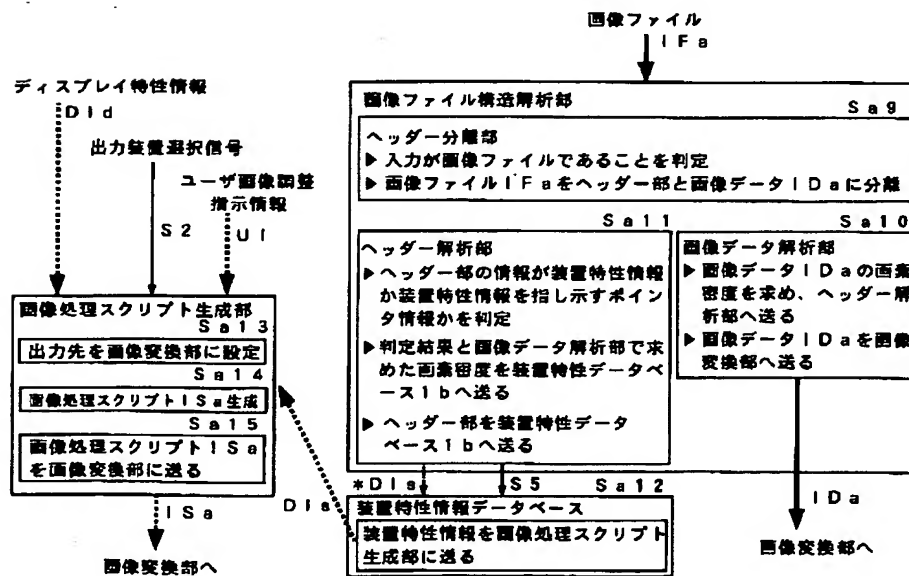 画像ファイル
IFa
ディスプレイ特性情報
DId
出力装置選択信号
ユーザ画像調整
指示情報
S2
UI
画像ファイル構造解析部
Sa9
ヘッダー分離部
▶ 入力が画像ファイルであることを判定
▶ 画像ファイルIFaをヘッダー部と画像データIDaに分離
Sa11
Sa10
ヘッダー解析部
▶ ヘッダー部の情報が装置特性情報
か装置特性情報を指し示すポイン
タ情報かを判定
▶ 判定結果と画像データ解析部で求
めた画素密度を装置特性データベ
ース1bへ送る
▶ ヘッダー部を装置特性データ
ベース1bへ送る
画像データ解析部
▶ 画像データIDaの画素
密度を求め、ヘッダー解
析部へ送る
▶ 画像データIDaを画像
変換部へ送る
画像処理スクリプト生成部
Sa13
出力先を画像変換部に設定
Sa14
画像処理スクリプトISa生成
Sa15
画像処理スクリプトISa
を画像変換部に送る
ISa
画像変換部へ
DIa
*DIs
S5
Sa12
装置特性情報データベース
装置特性情報を画像処理スクリプト
生成部に送る
IDa
画像変換部へ